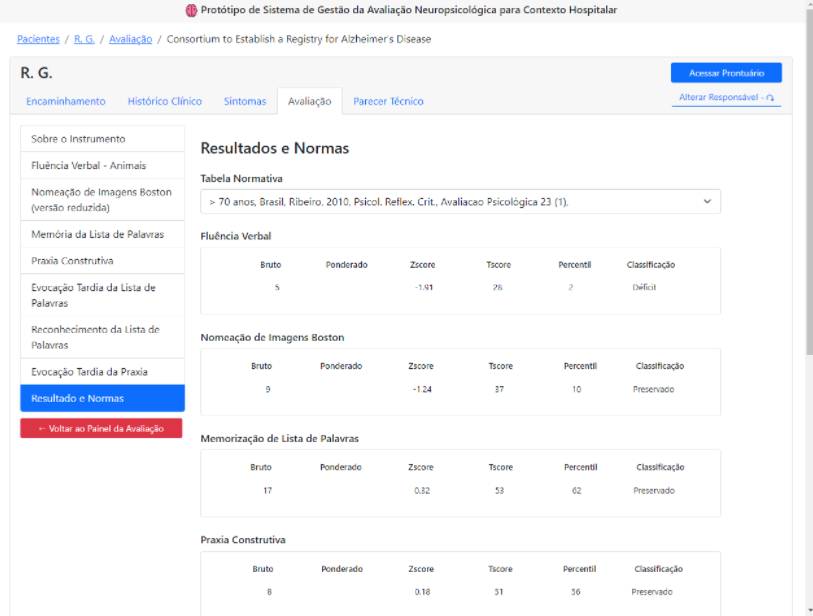 Protótipo de Sistema de Gestão da Avaliação Neuropsicológica para Contexto Hospitalar
Pacientes / R. G. / Avaliação / Consortium to Establish a Registry for Alzheimer's Disease
R. G.
Acessar Prontuário
Encaminhamento Histórico Clínico Sintomas Avaliação Parecer Técnico
Alterar Responsável -
Sobre o Instrumento
Fluência Verbal - Animais
Nomeação de Imagens Boston
(versão reduzida)
Memória da Lista de Palavras
Praxia Construtiva
Evocação Tardia da Lista de
Palavras
Reconhecimento da Lista de
Palavras
Evocação Tardia da Praxia
Resultado e Normas
← Voltar ao Painel da Avaliação
Resultados e Normas
Tabela Normativa
> 70 anos, Brasil, Ribeiro, 2010, Psicol. Reflex. Crit., Avaliacao Psicológica 23 (1),
Fluência Verbal
Bruto Ponderado Zscore Tscore Percentil Classificação
5 -1.91 28 2 Déficit
Nomeação de Imagens Boston
Bruto Ponderado Zscore Tscore Percentil Classificação
9 -1.24 37 10 Preservado
Memorização de Lista de Palavras
Bruto Ponderado Zscore Tscore Percentil Classificação
17 0.32 53 62 Preservado
Praxia Construtiva
Bruto Ponderado Zscore Tscore Percentil Classificação
8 0.18 51 56 Preservado